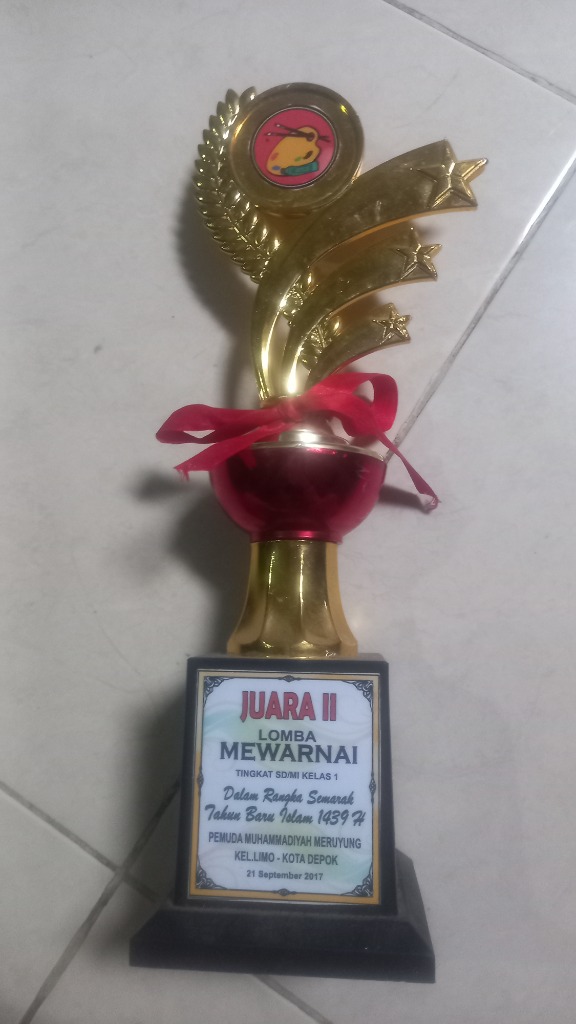 JUARA II
LOMBA
MEWARNAI
TINGKAT SD/MI KELAS 1
Dalam Rangka Semarak
Tahun Baru Islam 1439 H
PEMUDA MUHAMMADIYAH MERUYUNG
KEL.LIMO - KOTA DEPOK
21 September 2017